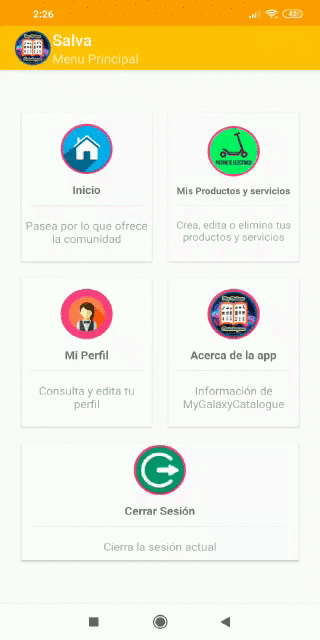 2:26
42
Salva
Menu Principal
Inicio
Pasea por lo que ofrece
la comunidad
PATINETE ELECTRICO
Mis Productos y servicios
Crea, edita o elimina tus
productos y servicios
Mi Perfil
Consulta y edita tu
perfil
Acerca de la app
Información de
MyGalaxyCatalogue
Cerrar Sesión
Cierra la sesión actual